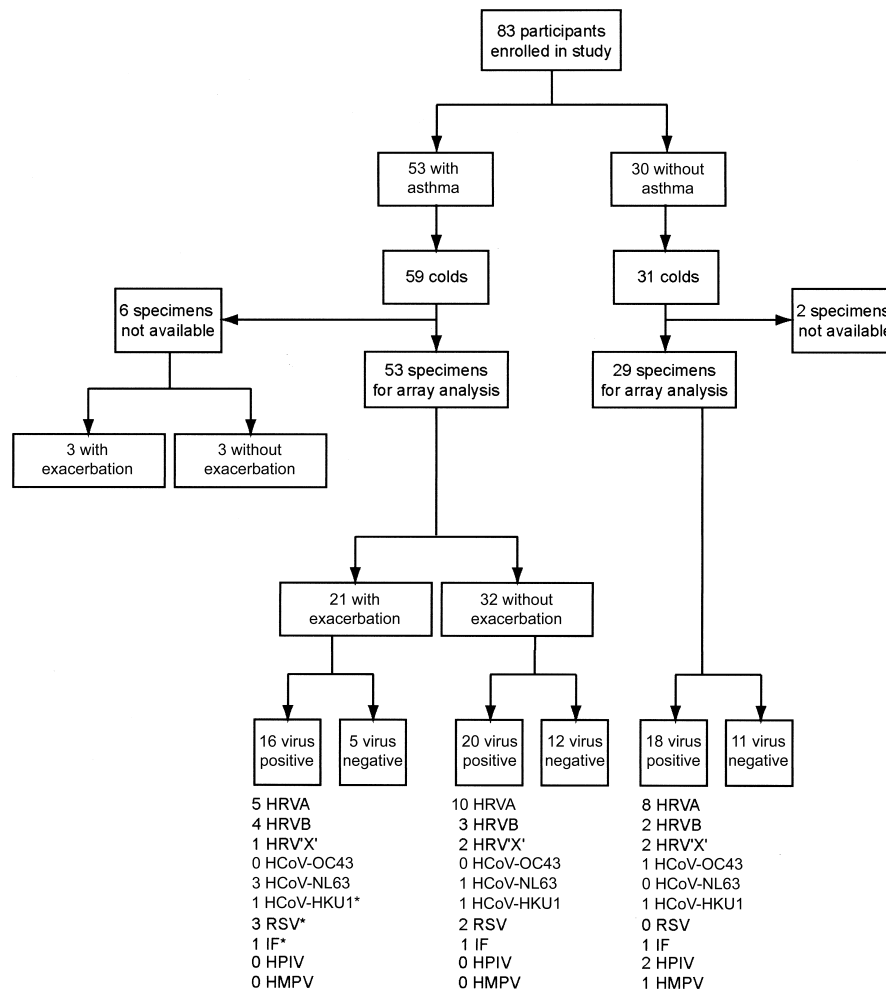 83 participants
enrolled in study
53 with
asthma
30 without
asthma
59 colds
31 colds
6 specimens
not available
2 specimens
not available
53 specimens
for array analysis
29 specimens
for array analysis
3 with
exacerbation
3 without
exacerbation
21 with
exacerbation
32 without
exacerbation
16 virus
positive
5 virus
negative
20 virus
positive
12 virus
negative
18 virus
positive
11 virus
negative
5 HRVA
4 HRVB
1 HRV'X'
0 HCoV-OC43
3 HCoV-NL63
1 HCoV-HKU1*
3 RSV*
1 IF*
0 HPIV
0 HMPV
10 HRVA
3 HRVB
2 HRV'X'
0 HCoV-OC43
1 HCoV-NL63
1 HCoV-HKU1
2 RSV
1 IF
0 HPIV
0 HMPV
8 HRVA
2 HRVB
2 HRV'X'
1 HCoV-OC43
0 HCoV-NL63
1 HCoV-HKU1
0 RSV
1 IF
2 HPIV
1 HMPV